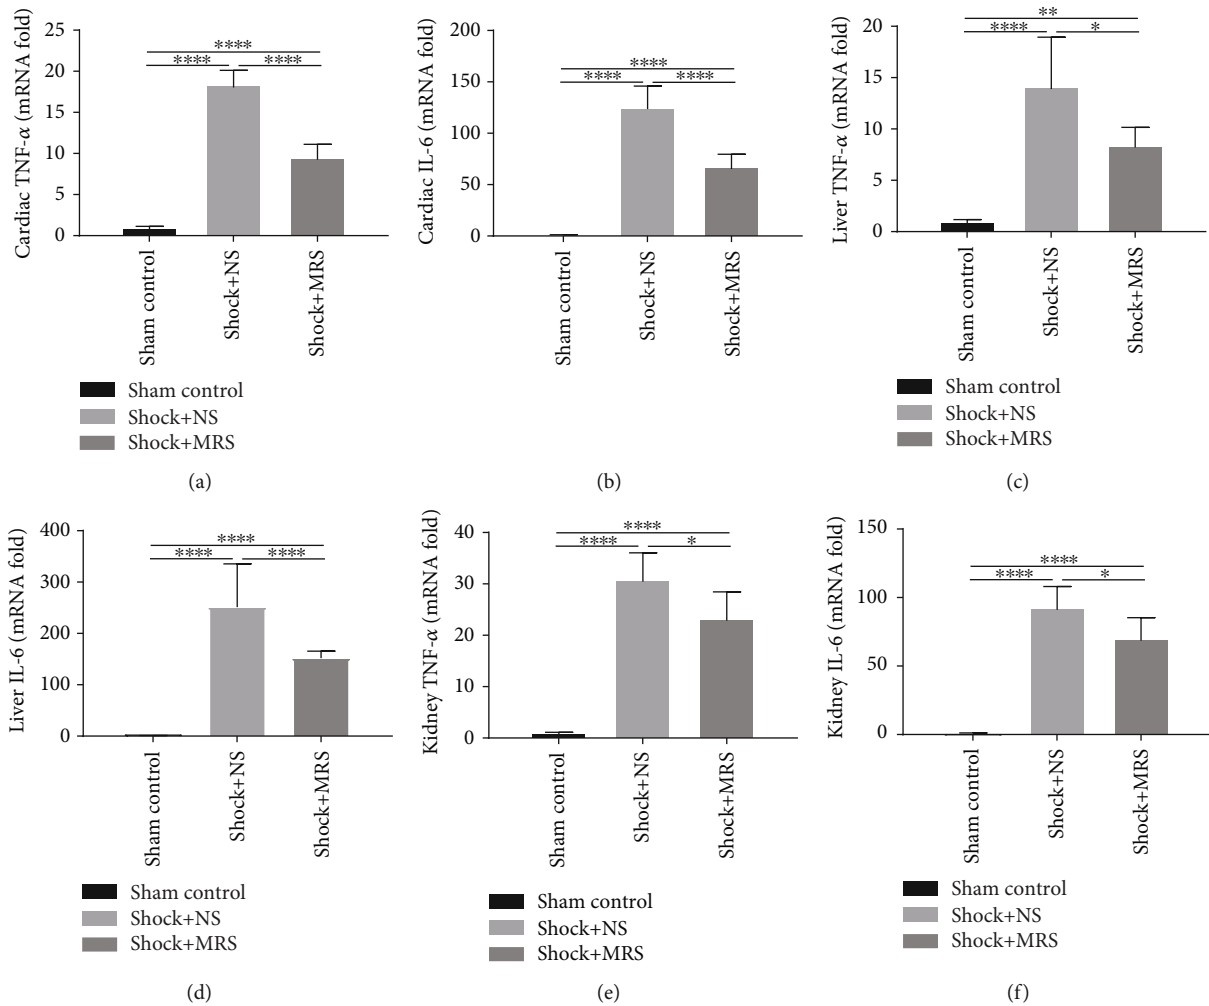 Cardiac TNF-α (mRNA fold)
25
20
15
10
5
0
****
****
****
Sham control
Shock+NS
Shock+MRS
Sham control
Shock+NS
Shock+MRS
(a)
Cardiac IL-6 (mRNA fold)
200
150
100
50
0
****
****
****
Sham control
Shock+NS
Shock+MRS
(b)
Liver TNF-α (mRNA fold)
20
15
10
5
0
**
****
*
Sham control
Shock+NS
Shock+MRS
Sham control
Shock+NS
Shock+MRS
(c)
Liver IL-6 (mRNA fold)
400
300
200
100
0
****
****
****
Sham control
Shock+NS
Shock+MRS
Sham control
Shock+NS
Shock+MRS
(d)
Kidney TNF-α (mRNA fold)
40
30
20
10
0
****
****
*
Sham control
Shock+NS
Shock+MRS
Sham control
Shock+NS
Shock+MRS
(e)
Kidney IL-6 (mRNA fold)
150
100
50
0
****
****
*
Sham control
Shock+NS
Shock+MRS
Sham control
Shock+NS
Shock+MRS
(f)